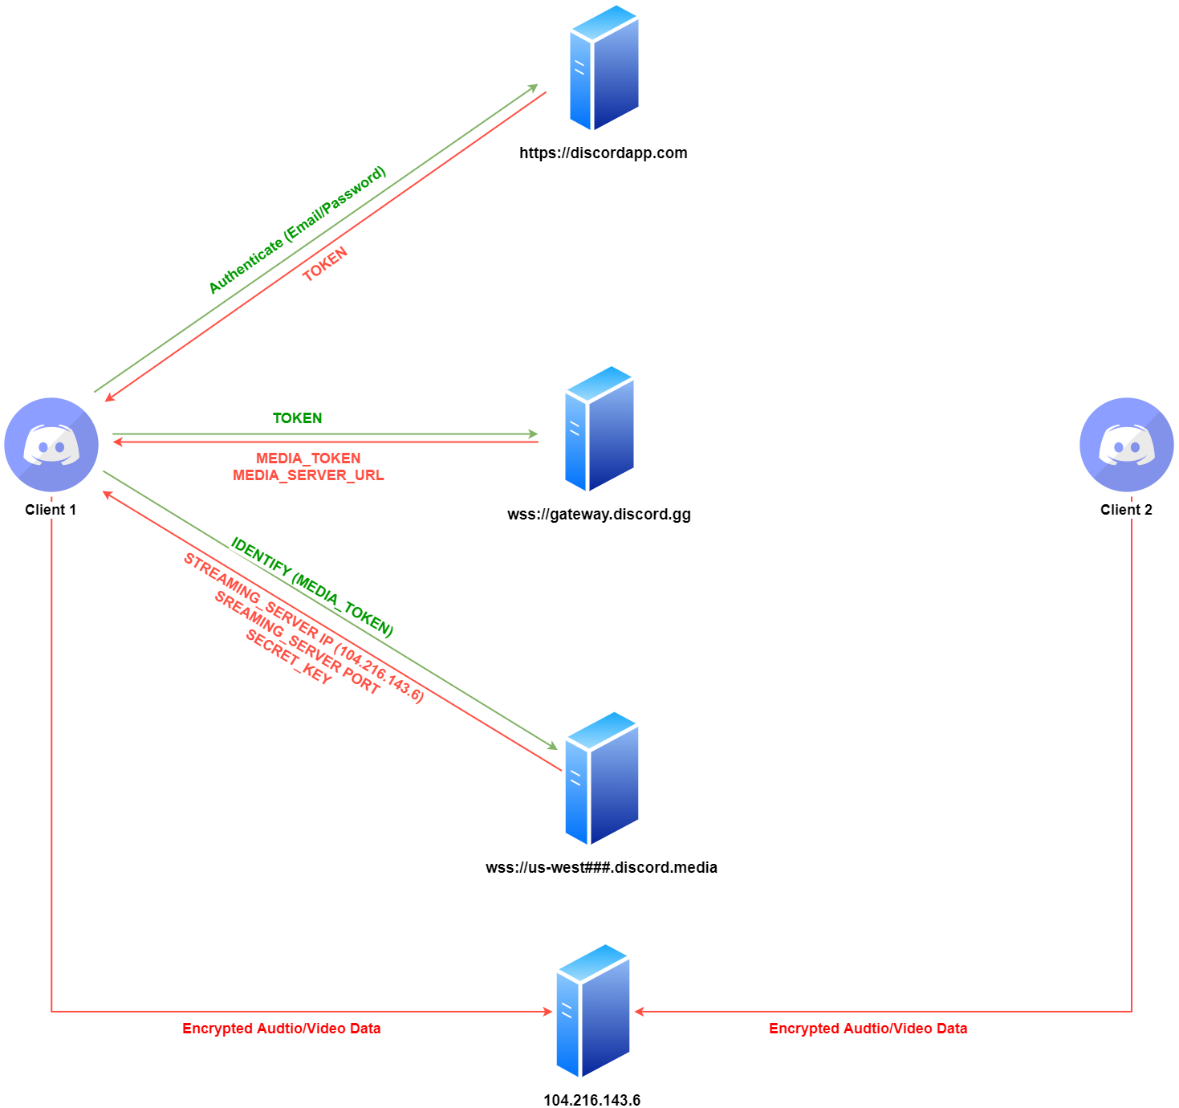 https://discordapp.com
Authenticate (Email/Password)
TOKEN
TOKEN
MEDIA_TOKEN
MEDIA_SERVER_URL
Client 1
wss://gateway.discord.gg
Client 2
IDENTIFY (MEDIA_TOKEN)
STREAMING_SERVER IP (104.216.143.6)
SREAMING_SERVER PORT
SECRET_KEY
wss://us-west###.discord.media
Encrypted Audtio/Video Data
Encrypted Audtio/Video Data
104.216.143.6